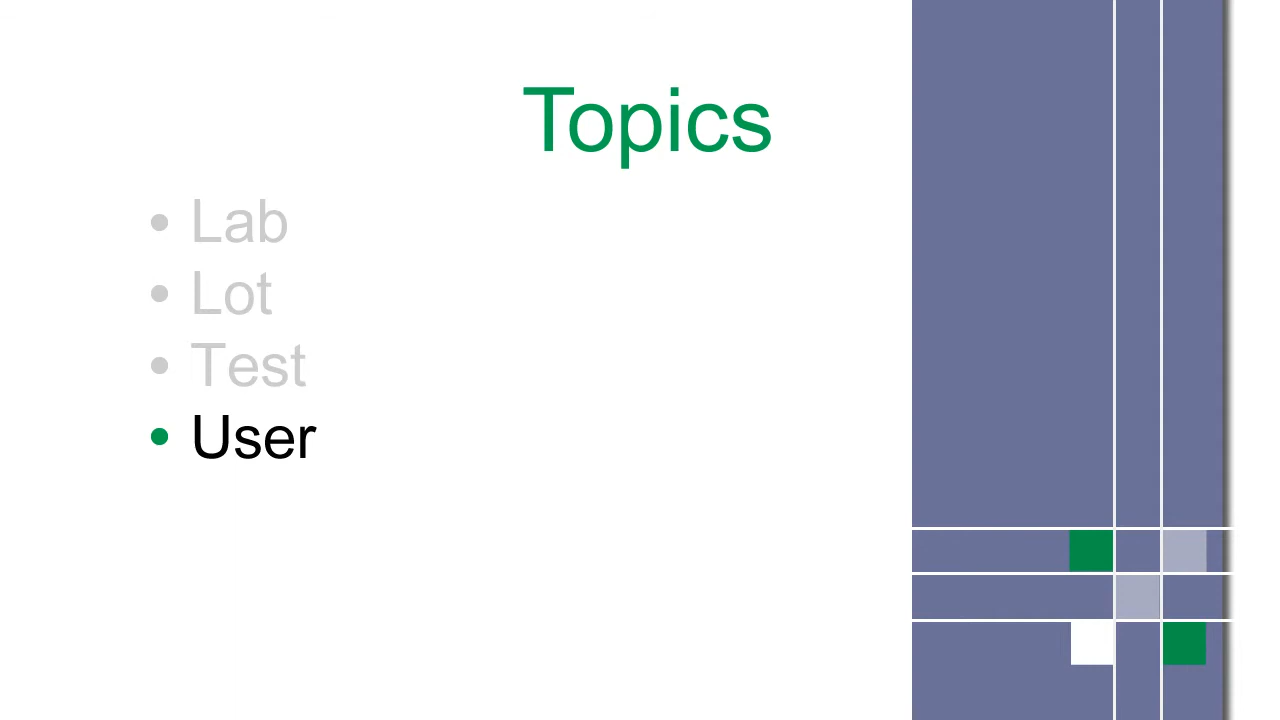 Topics
• Lab
• Lot
• Test
• User